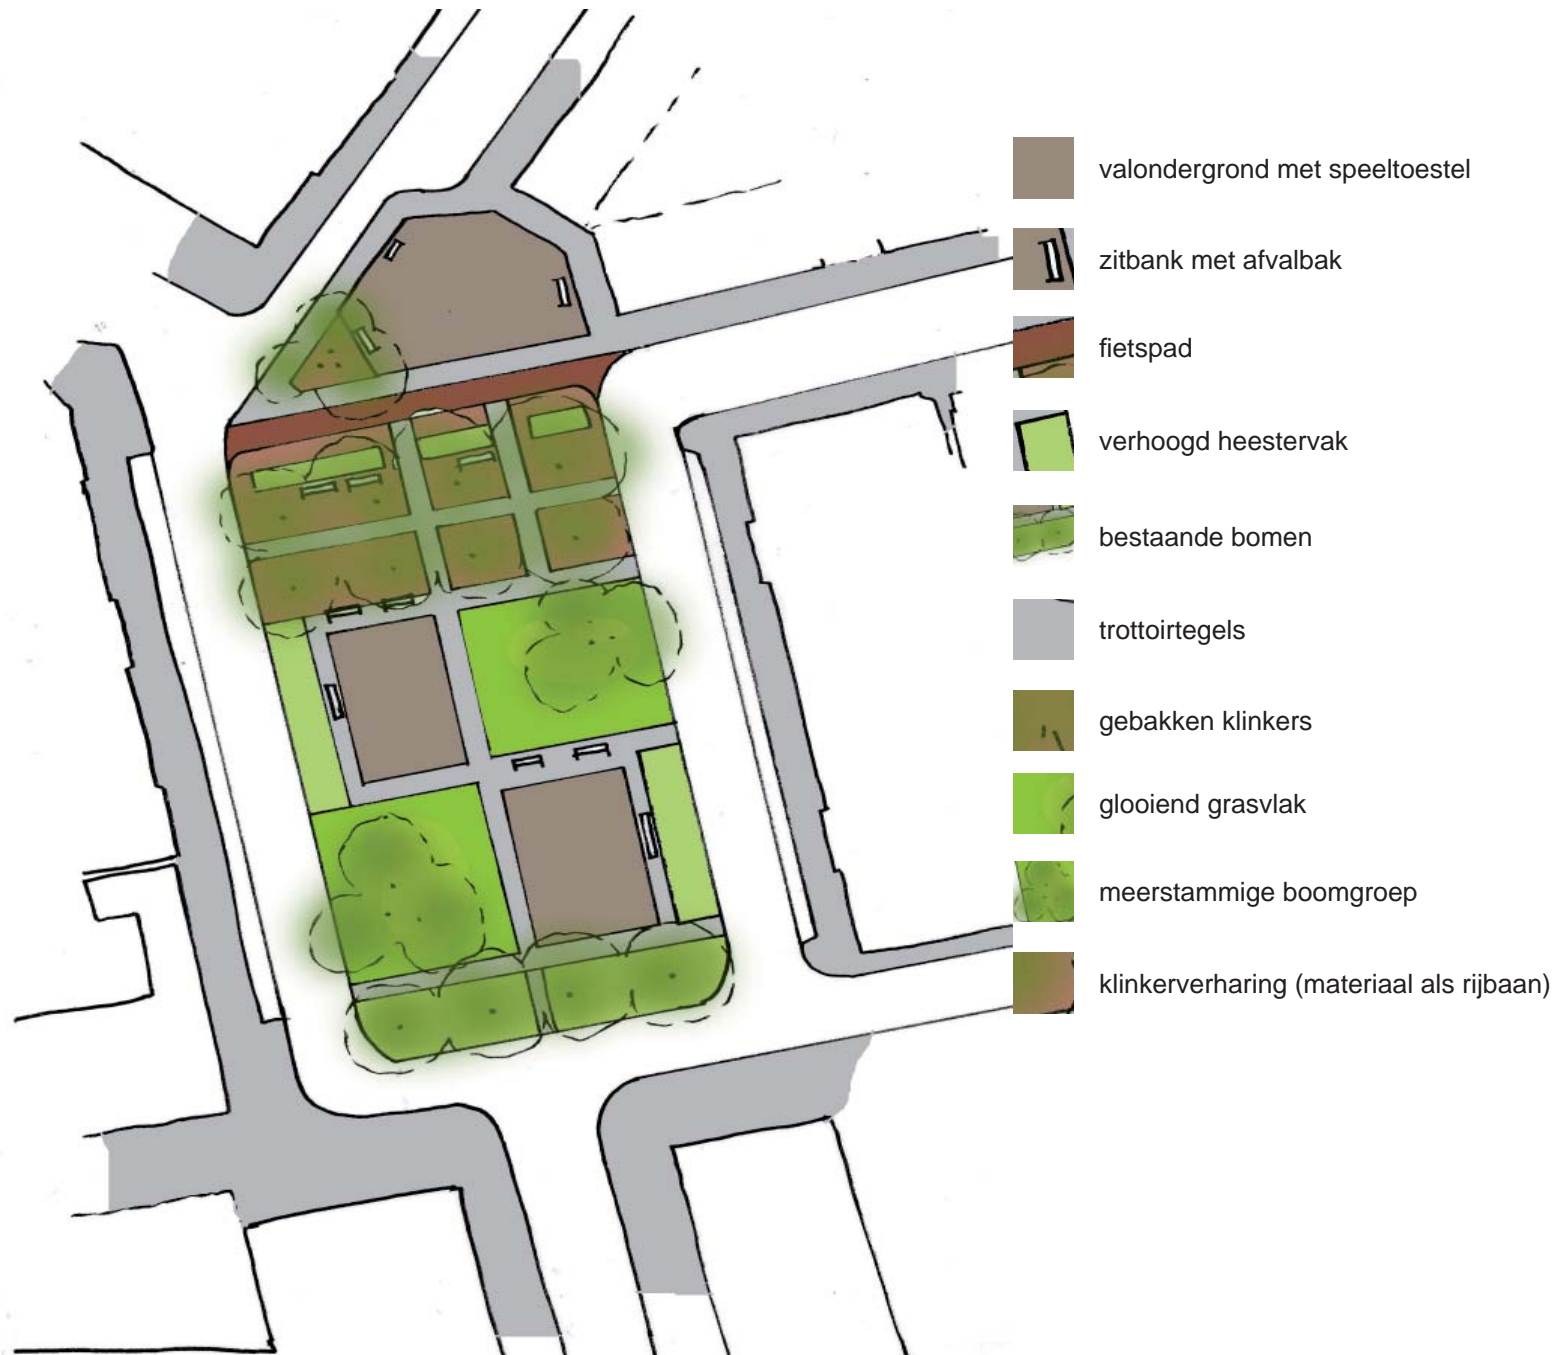 valondergrond met speeltoestel
zitbank met afvalbak
fietspad
verhoogd heestervak
bestaande bomen
trottoirtegels
gebakken klinkers
glooiend grasvlak
meerstammige boomgroep
klinkerverharing (materiaal als rijbaan)